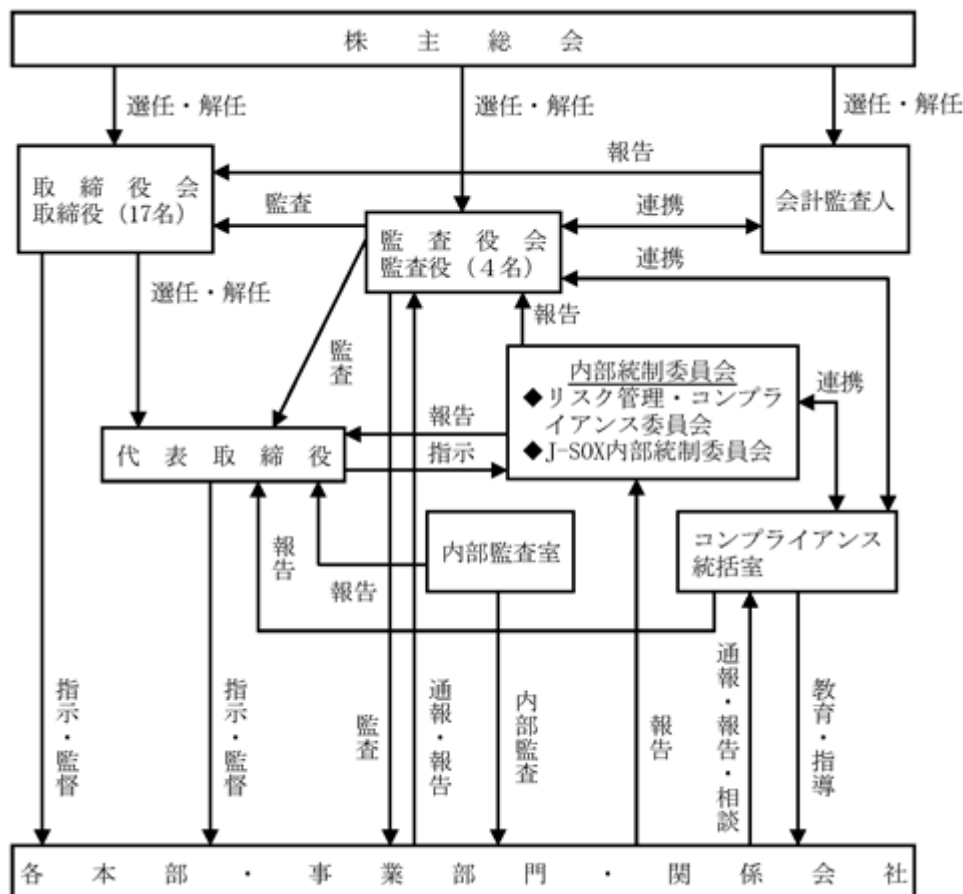 株主総会
選任・解任
選任・解任
選任・解任
取締役会
取締役（17名）
報告
会計監査人
監査
監査役会
監査役（４名）
連携
連携
選任・解任
監査
報告
内部統制委員会
◆リスク管理・コンプラ
イアンス委員会
◆J-SOX内部統制委員会
連携
報告
代表取締役
指示
内部監査室
コンプライアンス
統括室
報告
報告
指示・監督
指示・監督
監査
通報・報告
内部監査
報告
通報・報告・相談
教育・指導
各本部・事業部門・関係会社